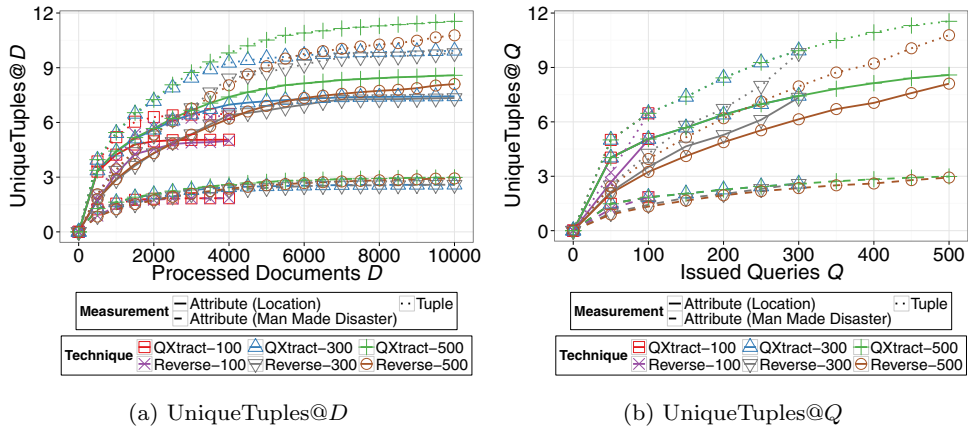 12
9
6
3
0
UniqueTuples@D
0 2000 4000 6000 8000 10000
Processed Documents D
Measurement Attribute (Location) Tuple
Attribute (Man Made Disaster)
Technique QXtract−100 QXtract−300 QXtract−500
Reverse−100 Reverse−300 Reverse−500
(a) UniqueTuples@D
12
9
6
3
0
UniqueTuples@Q
0 100 200 300 400 500
Issued Queries Q
Measurement Attribute (Location) Tuple
Attribute (Man Made Disaster)
Technique QXtract−100 QXtract−300 QXtract−500
Reverse−100 Reverse−300 Reverse−500
(b) UniqueTuples@Q